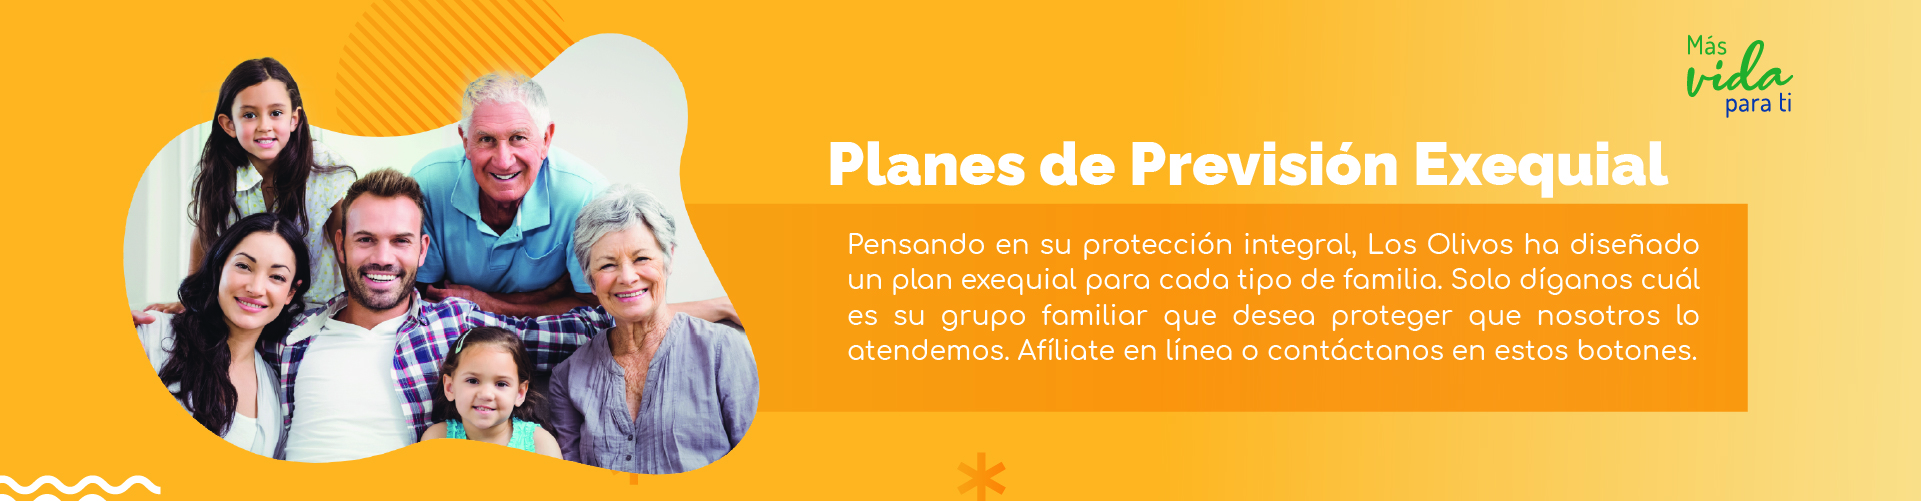 Más
vida
para ti
Planes de Previsión Exequial
Pensando en su protección integral, Los Olivos ha diseñado
un plan exequial para cada tipo de familia. Solo díganos cuál
es su grupo familiar que desea proteger que nosotros lo
atendemos. Afíliate en línea o contáctanos en estos botones.